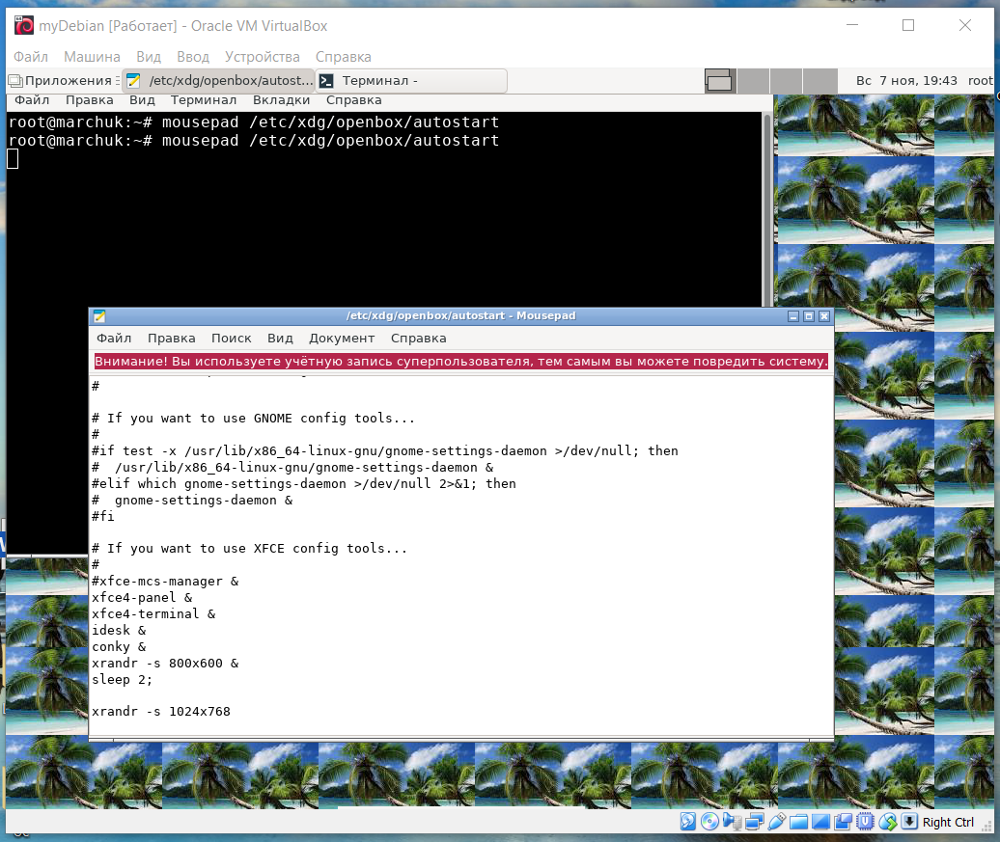 myDebian [Работает] - Oracle VM VirtualBox
Файл Машина Вид Ввод Устройства Справка
Приложения /etc/xdg/openbox/autost... Терминал - Вс 7 ноя, 19:43 root
Файл Правка Вид Терминал Вкладки Справка
root@marchuk:~# mousepad /etc/xdg/openbox/autostart
root@marchuk:~# mousepad /etc/xdg/openbox/autostart
/etc/xdg/openbox/autostart - Mousepad
Файл Правка Поиск Вид Документ Справка
Внимание! Вы используете учётную запись суперпользователя, тем самым вы можете повредить систему.
#
# If you want to use GNOME config tools...
#
#if test -x /usr/lib/x86_64-linux-gnu/gnome-settings-daemon >/dev/null; then
#  /usr/lib/x86_64-linux-gnu/gnome-settings-daemon &
#elif which gnome-settings-daemon >/dev/null 2>&1; then
#  gnome-settings-daemon &
#fi
# If you want to use XFCE config tools...
#
#xfce-mcs-manager &
xfce4-panel &
xfce4-terminal &
idesk &
conky &
xrandr -s 800x600 &
sleep 2;
xrandr -s 1024x768
Right Ctrl